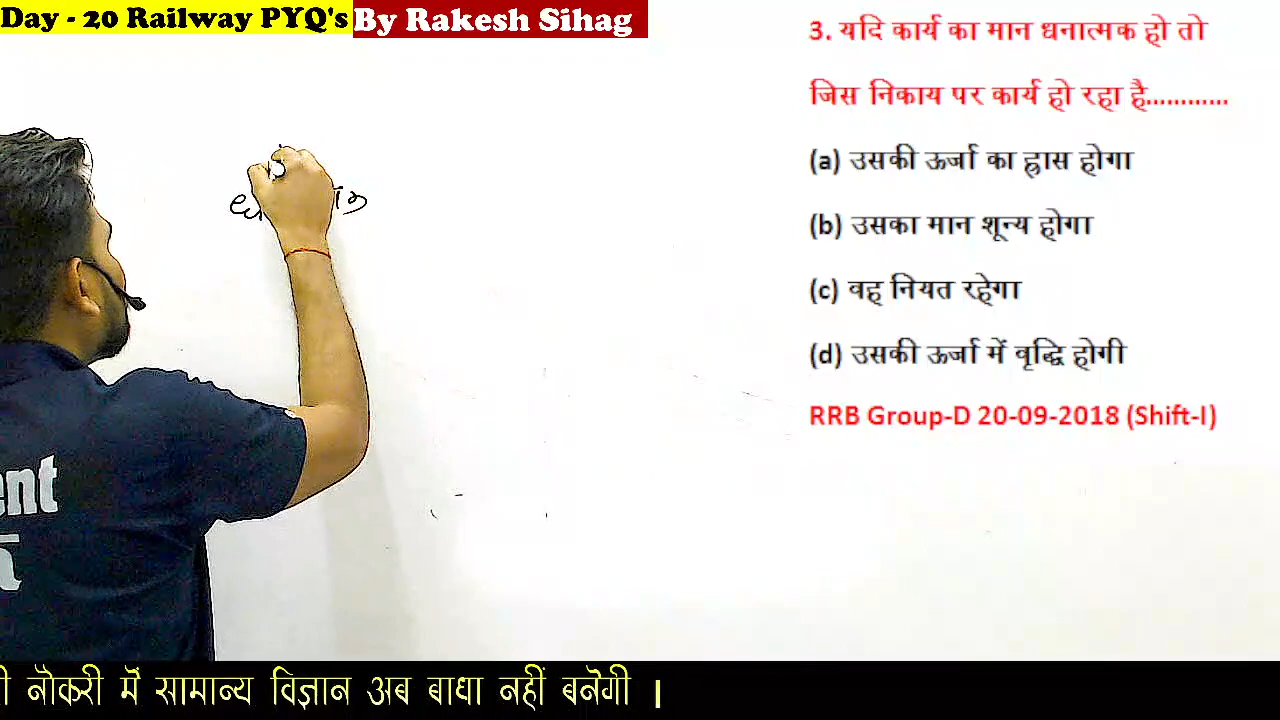 Day - 20 Railway PYQ's By Rakesh Sihag
3. यदि कार्य का मान धनात्मक हो तो
जिस निकाय पर कार्य हो रहा है............
(a) उसकी ऊर्जा का ह्रास होगा
(b) उसका मान शून्य होगा
(c) वह नियत रहेगा
(d) उसकी ऊर्जा में वृद्धि होगी
RRB Group-D 20-09-2018 (Shift-I)
नौकरी में सामान्य विज्ञान अब बाधा नहीं बनेगी ।